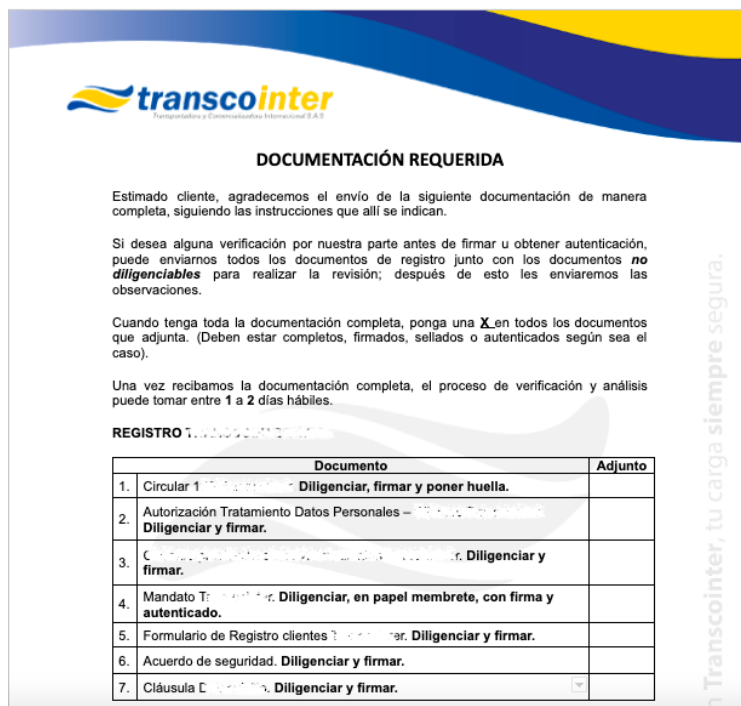 transcointer
Transportadora y Comercializadora Internacional S.A.S
DOCUMENTACIÓN REQUERIDA
Estimado cliente, agradecemos el envío de la siguiente documentación de manera
completa, siguiendo las instrucciones que allí se indican.
Si desea alguna verificación por nuestra parte antes de firmar u obtener autenticación,
puede enviarnos todos los documentos de registro junto con los documentos no
diligenciables para realizar la revisión; después de esto les enviaremos las
observaciones.
Cuando tenga toda la documentación completa, ponga una X en todos los documentos
que adjunta. (Deben estar completos, firmados, sellados o autenticados según sea el
caso).
Una vez recibamos la documentación completa, el proceso de verificación y análisis
puede tomar entre 1 a 2 días hábiles.
REGISTRO
Documento Adjunto
1. Circular 1 Diligenciar, firmar y poner huella.
2. Autorización Tratamiento Datos Personales –
Diligenciar y firmar.
3. Diligenciar y
firmar.
4. Mandato Diligenciar, en papel membrete, con firma y
autenticado.
5. Formulario de Registro clientes Diligenciar y firmar.
6. Acuerdo de seguridad. Diligenciar y firmar.
7. Cláusula Diligenciar y firmar.
n Transcointer, tu carga siempre segura.